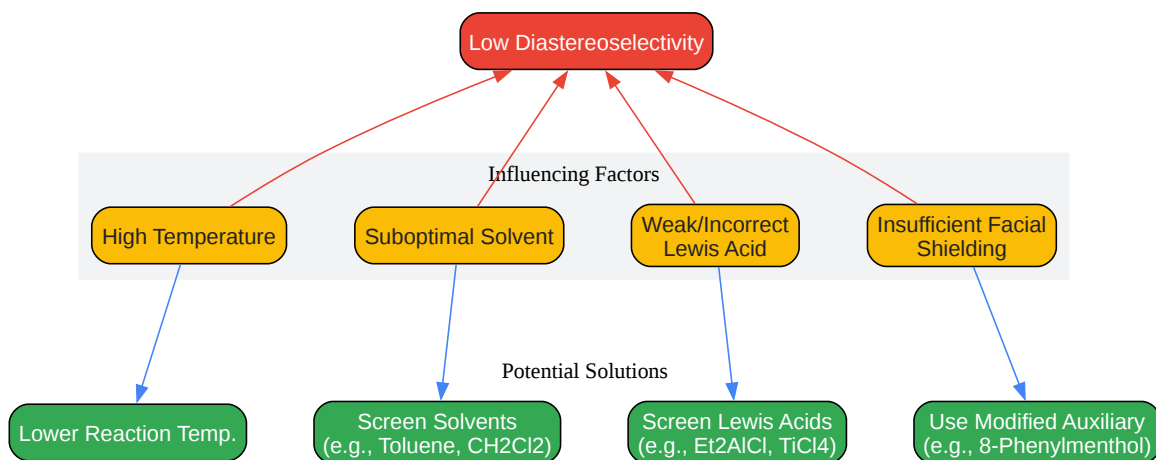 Low Diastereoselectivity
Influencing Factors
High Temperature
Suboptimal Solvent
Weak/Incorrect
Lewis Acid
Insufficient Facial
Shielding
Potential Solutions
Lower Reaction Temp.
Screen Solvents
(e.g., Toluene, CH2Cl2)
Screen Lewis Acids
(e.g., Et2AlCl, TiCl4)
Use Modified Auxiliary
(e.g., 8-Phenylmenthol)